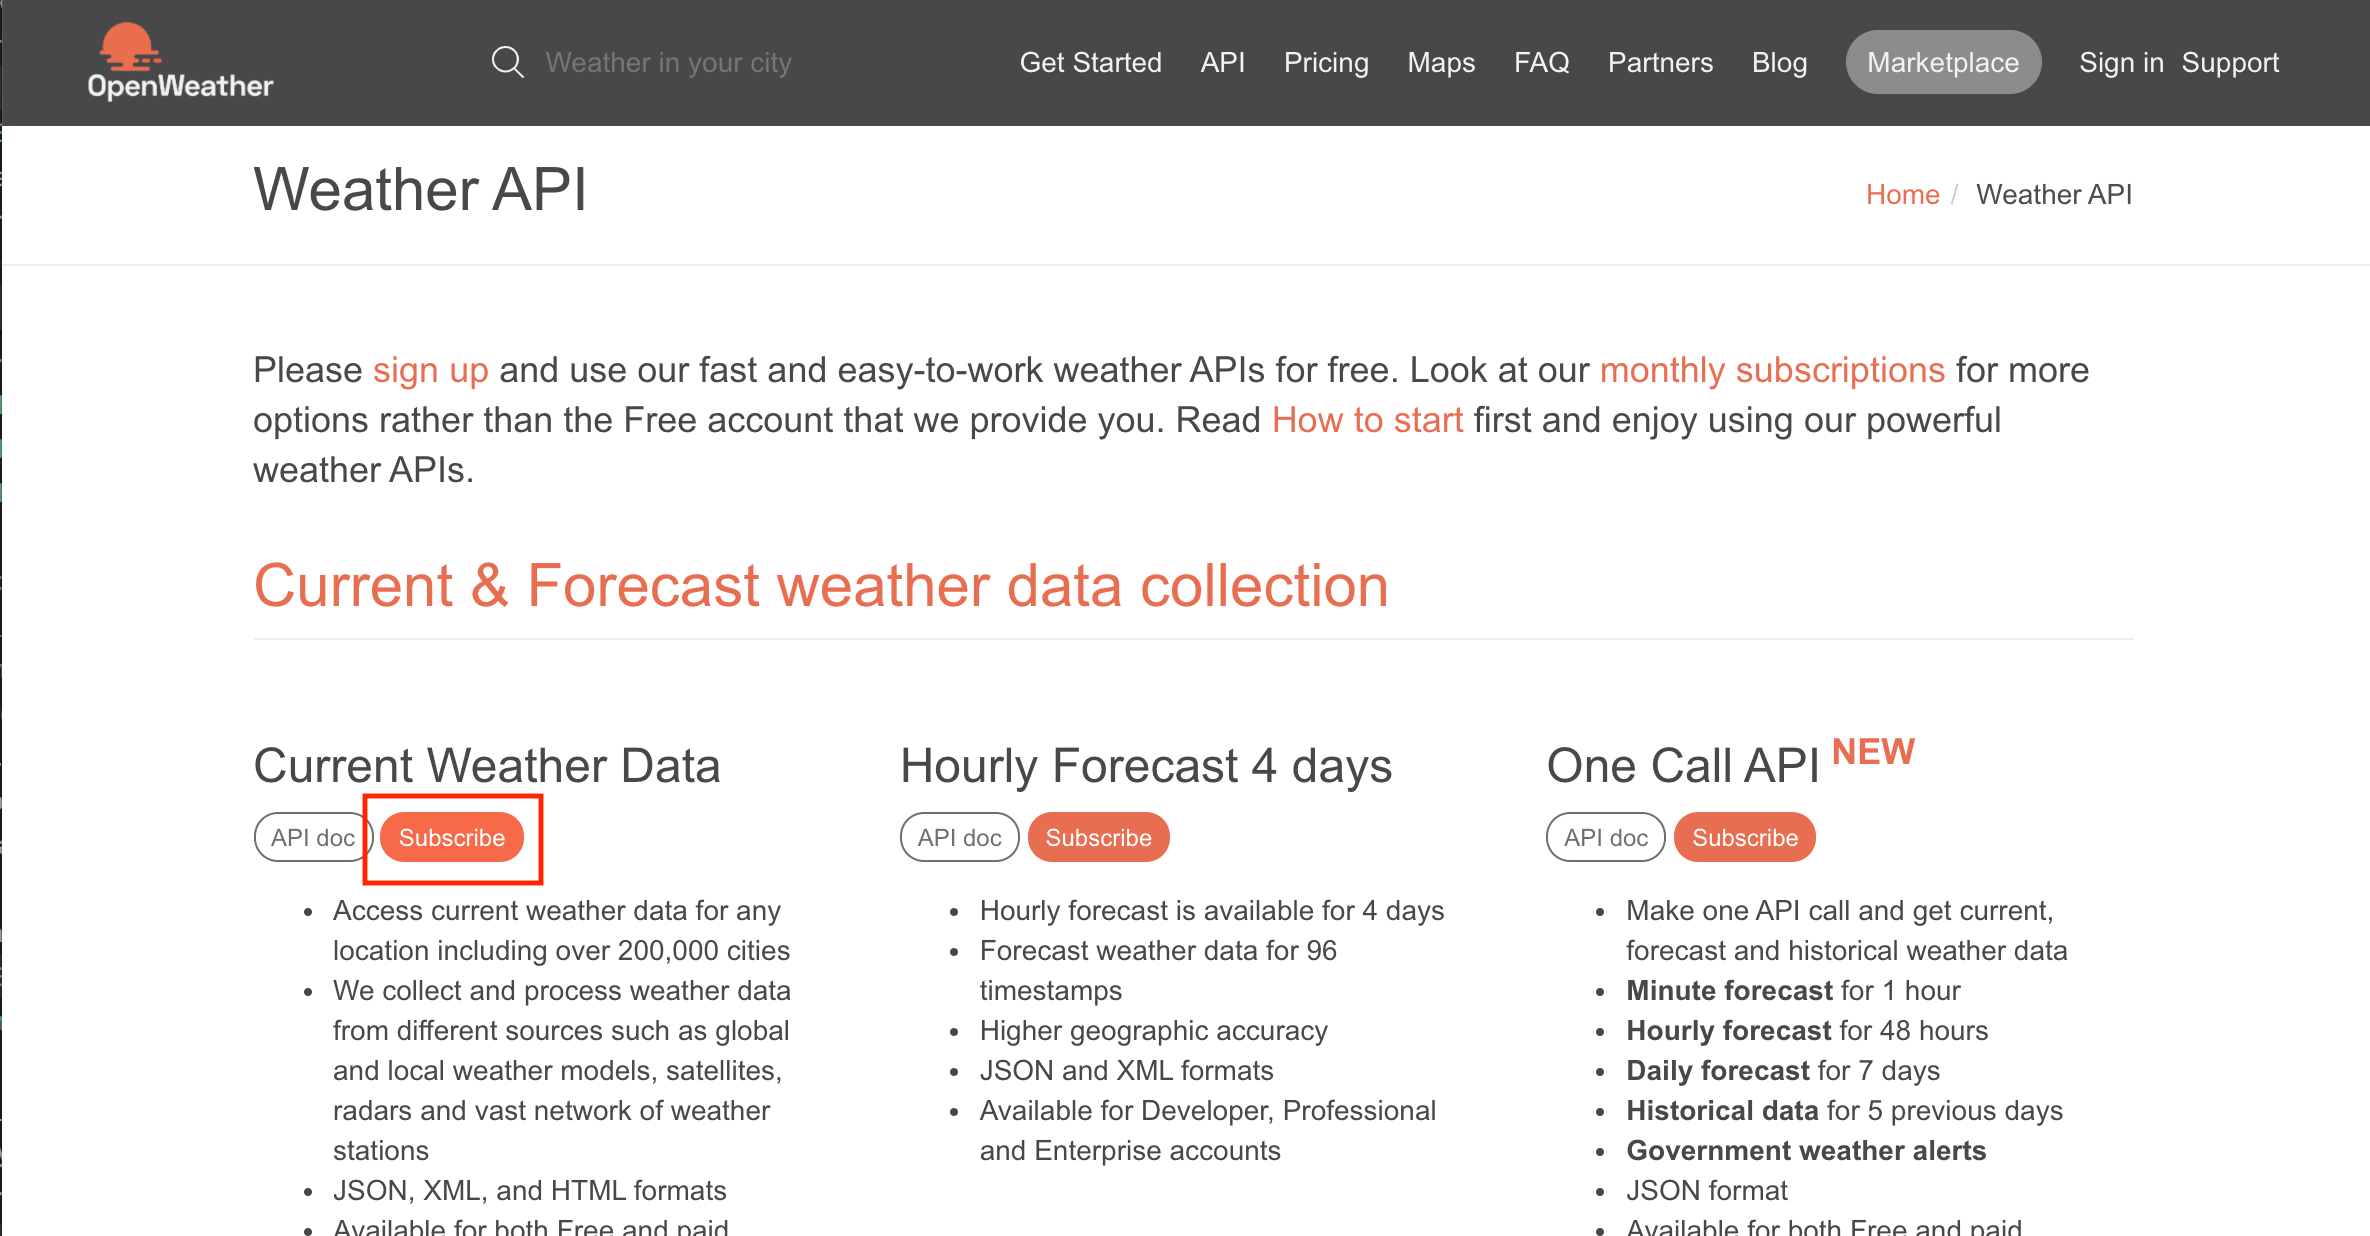 OpenWeather
Weather in your city
Get Started API Pricing Maps FAQ Partners Blog Marketplace Sign in Support
Weather API
Home / Weather API
Please sign up and use our fast and easy-to-work weather APIs for free. Look at our monthly subscriptions for more
options rather than the Free account that we provide you. Read How to start first and enjoy using our powerful
weather APIs.
Current & Forecast weather data collection
Current Weather Data
API doc Subscribe
• Access current weather data for any
location including over 200,000 cities
• We collect and process weather data
from different sources such as global
and local weather models, satellites,
radars and vast network of weather
stations
• JSON, XML, and HTML formats
• Available for both Free and paid
Hourly Forecast 4 days
API doc Subscribe
• Hourly forecast is available for 4 days
• Forecast weather data for 96
timestamps
• Higher geographic accuracy
• JSON and XML formats
• Available for Developer, Professional
and Enterprise accounts
One Call API NEW
API doc Subscribe
• Make one API call and get current,
forecast and historical weather data
• Minute forecast for 1 hour
• Hourly forecast for 48 hours
• Daily forecast for 7 days
• Historical data for 5 previous days
• Government weather alerts
• JSON format
• Available for both Free and paid